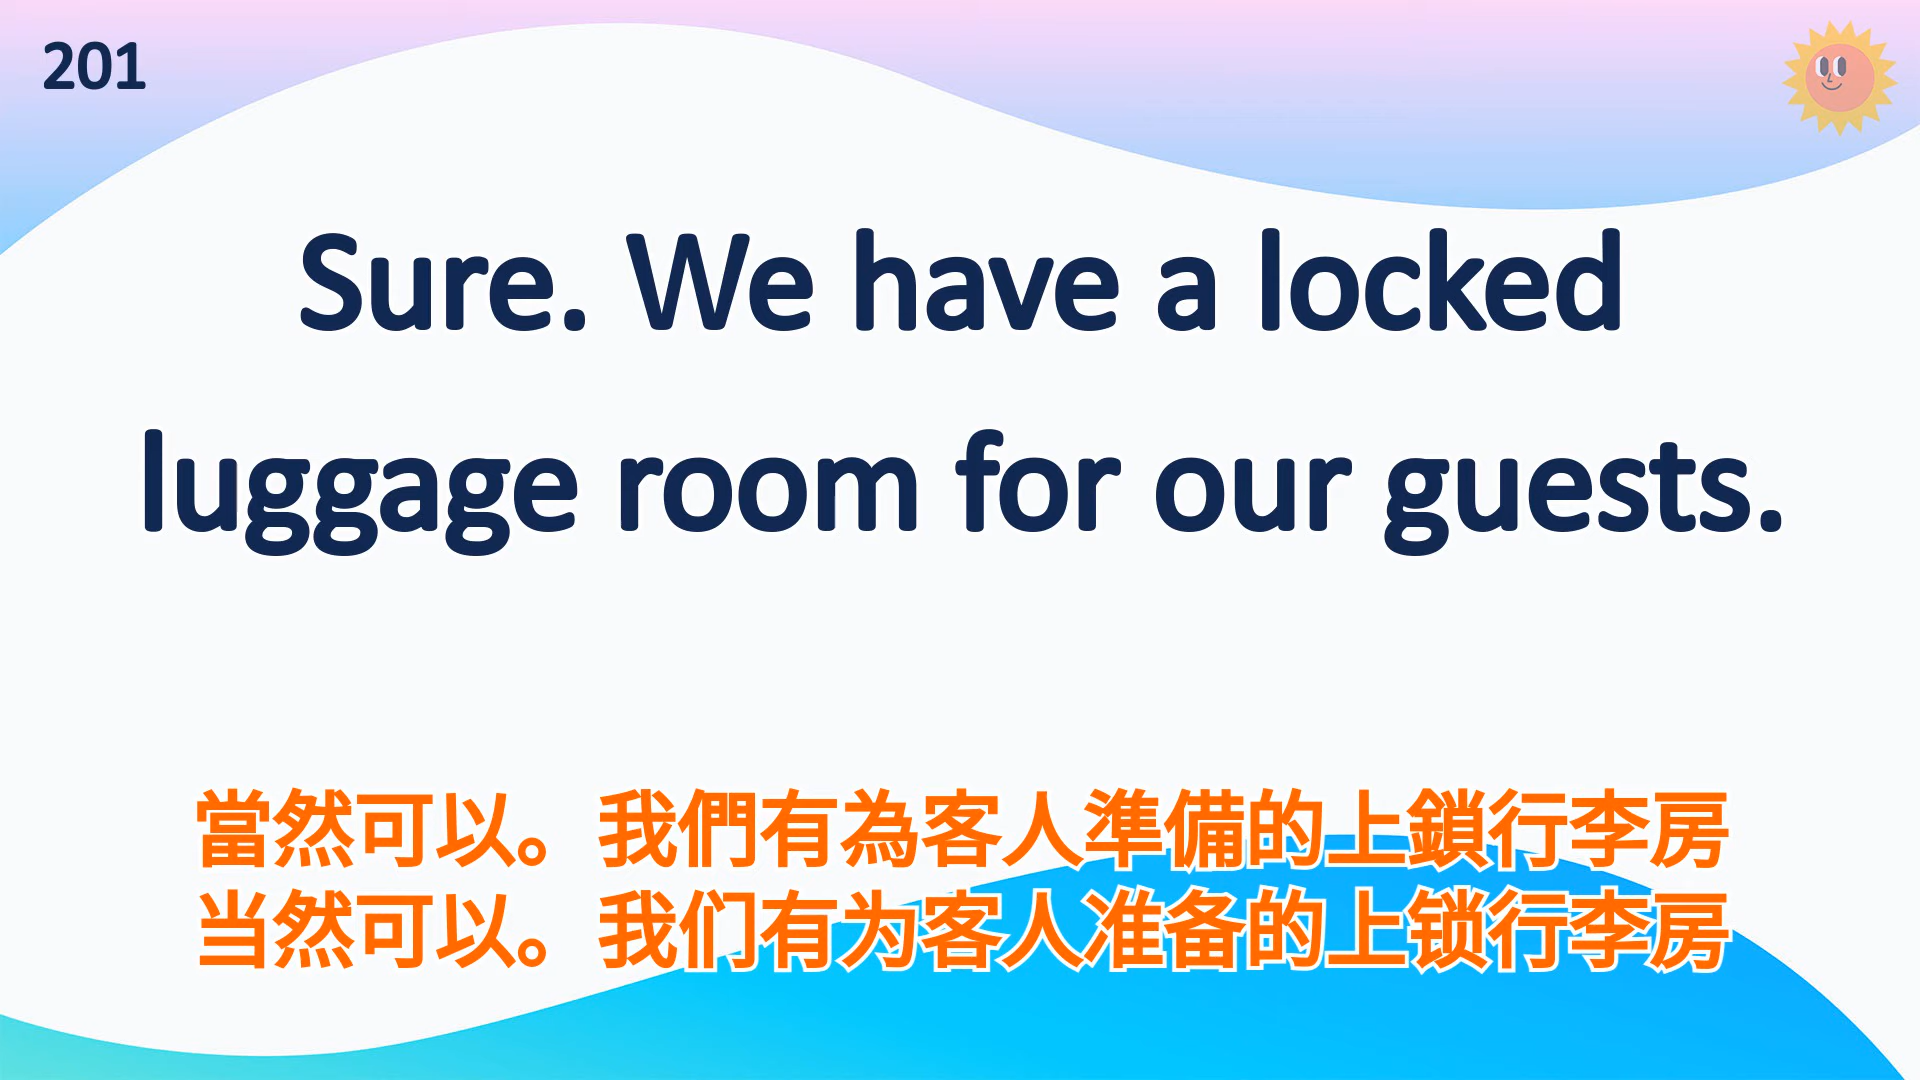 201
Sure. We have a locked
luggage room for our guests.
當然可以。我們有為客人準備的上鎖行李房
当然可以。我们有为客人准备的上锁行李房